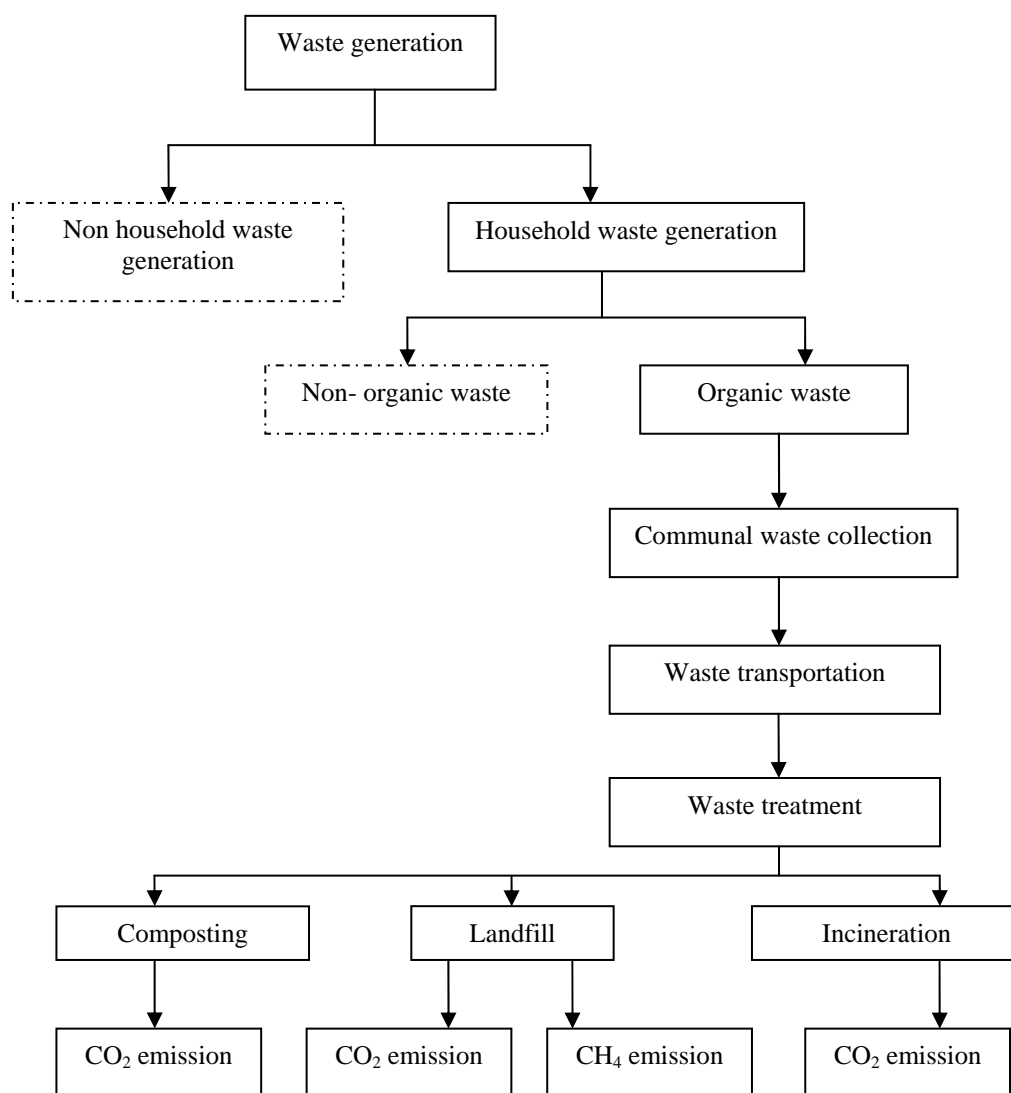 Waste generation
Non household waste
generation
Household waste generation
Non- organic waste
Organic waste
Communal waste collection
Waste transportation
Waste treatment
Composting
Landfill
Incineration
CO₂ emission
CO₂ emission
CH₄ emission
CO₂ emission